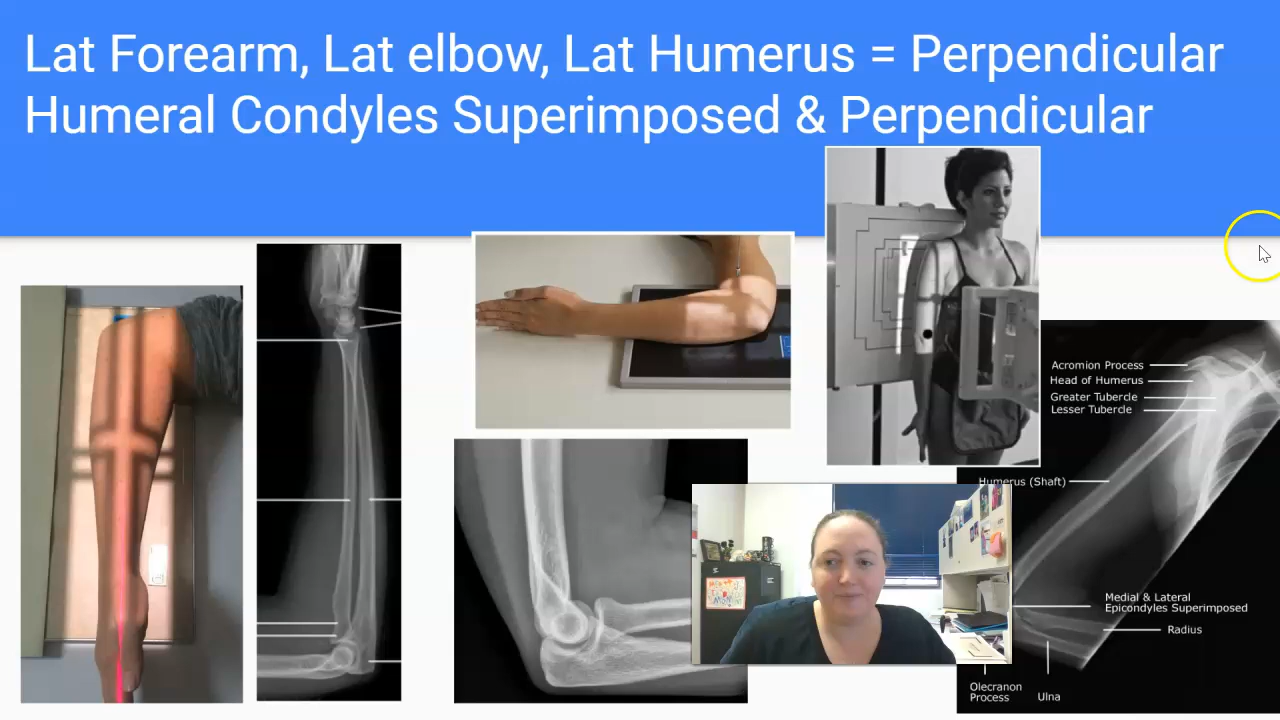 Lat Forearm, Lat elbow, Lat Humerus = Perpendicular
Humeral Condyles Superimposed & Perpendicular
Acromion Process
Head of Humerus
Greater Tubercle
Lesser Tubercle
Humerus (Shaft)
Medial & Lateral
Epicondyles Superimposed
Radius
Olecranon
Process
Ulna